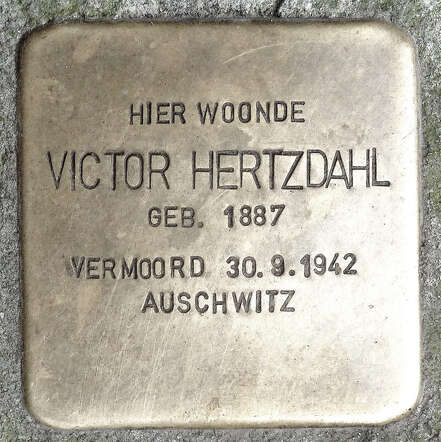 HIER WOONDE
VICTOR HERTZDAHL
GEB. 1887
VERMOORD 30.9.1942
AUSCHWITZ